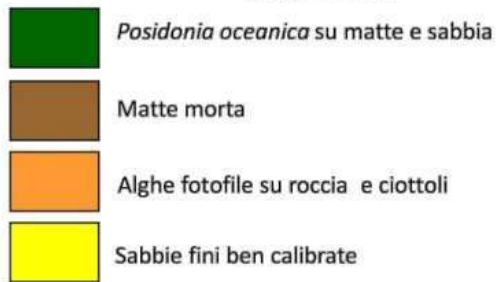 Posidonia oceanica su matte e sabbia
Matte morta
Alghe fotofile su roccia e ciottoli
Sabbie fini ben calibrate